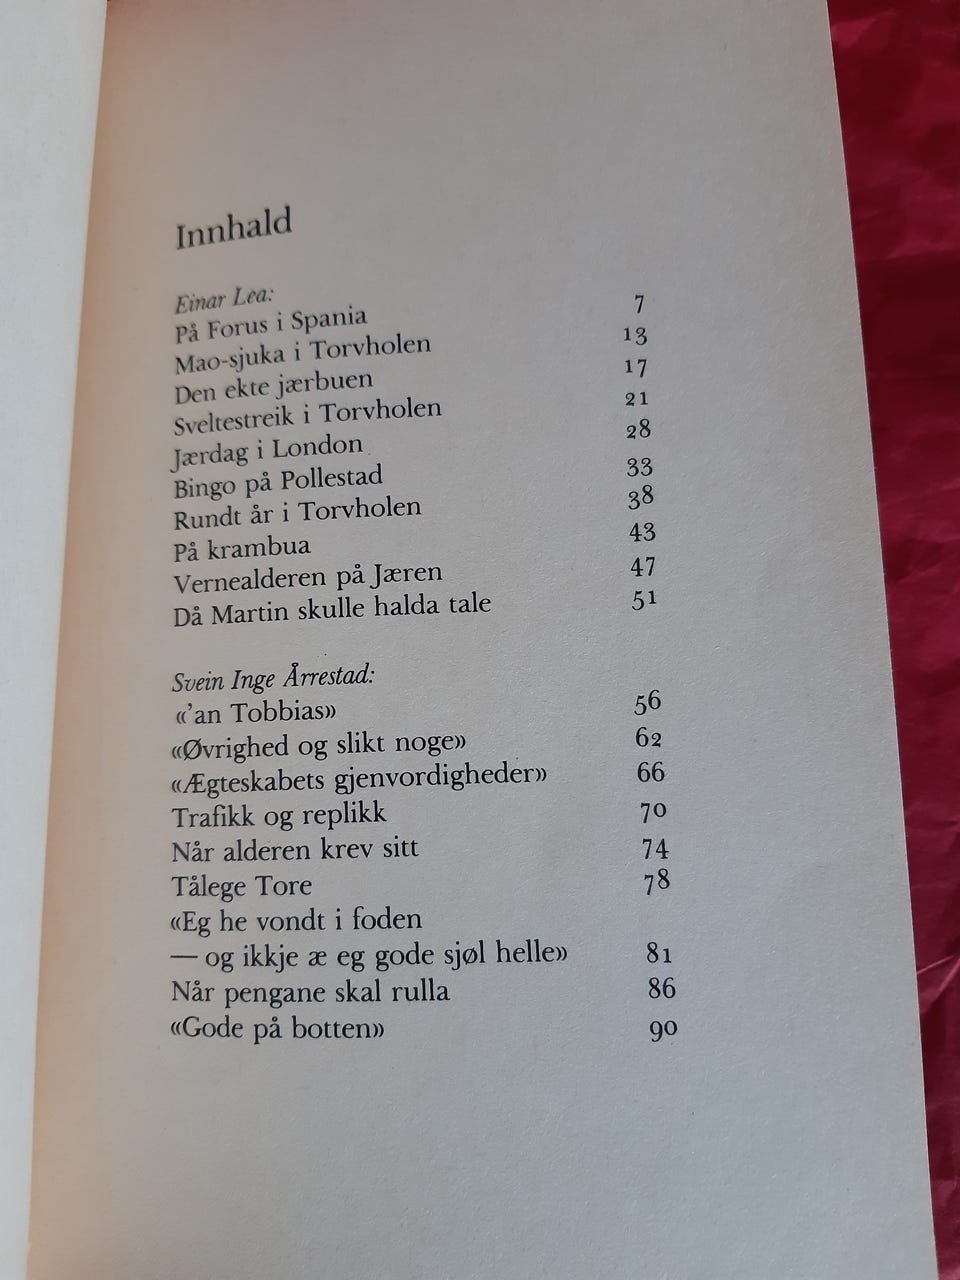 Innhald
Einar Lea:
På Forus i Spania 7
Mao-sjuka i Torvholen 13
Den ekte jærbuen 17
Sveltestreik i Torvholen 21
Jærdag i London 28
Bingo på Pollestad 33
Rundt år i Torvholen 38
På krambua 43
Vernealderen på Jæren 47
Då Martin skulle halda tale 51
Svein Inge Årrestad:
«’an Tobbias» 56
«Øvrighed og slikt noge» 62
«Ægteskabets gjenvordigheder» 66
Trafikk og replikk 70
Når alderen krev sitt 74
Tålege Tore 78
«Eg he vondt i foden
— og ikkje æ eg gode sjøl helle» 81
Når pengane skal rulla 86
«Gode på botten» 90